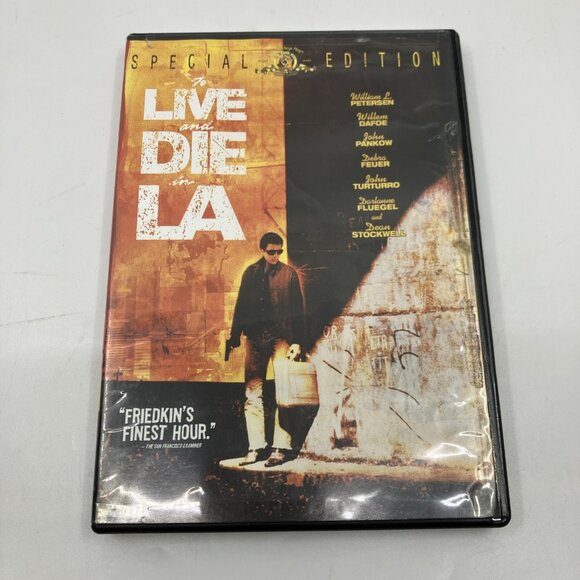 SPECIAL EDITION
To
LIVE
and
DIE
in
LA
William L.
PETERSEN
Willem
DAFOE
John
PANKOW
Debra
FEUER
John
TURTURRO
Darlanne
FLUEGEL
and
Dean
STOCKWELL
"FRIEDKIN'S
FINEST HOUR."
– THE SAN FRANCISCO EXAMINER